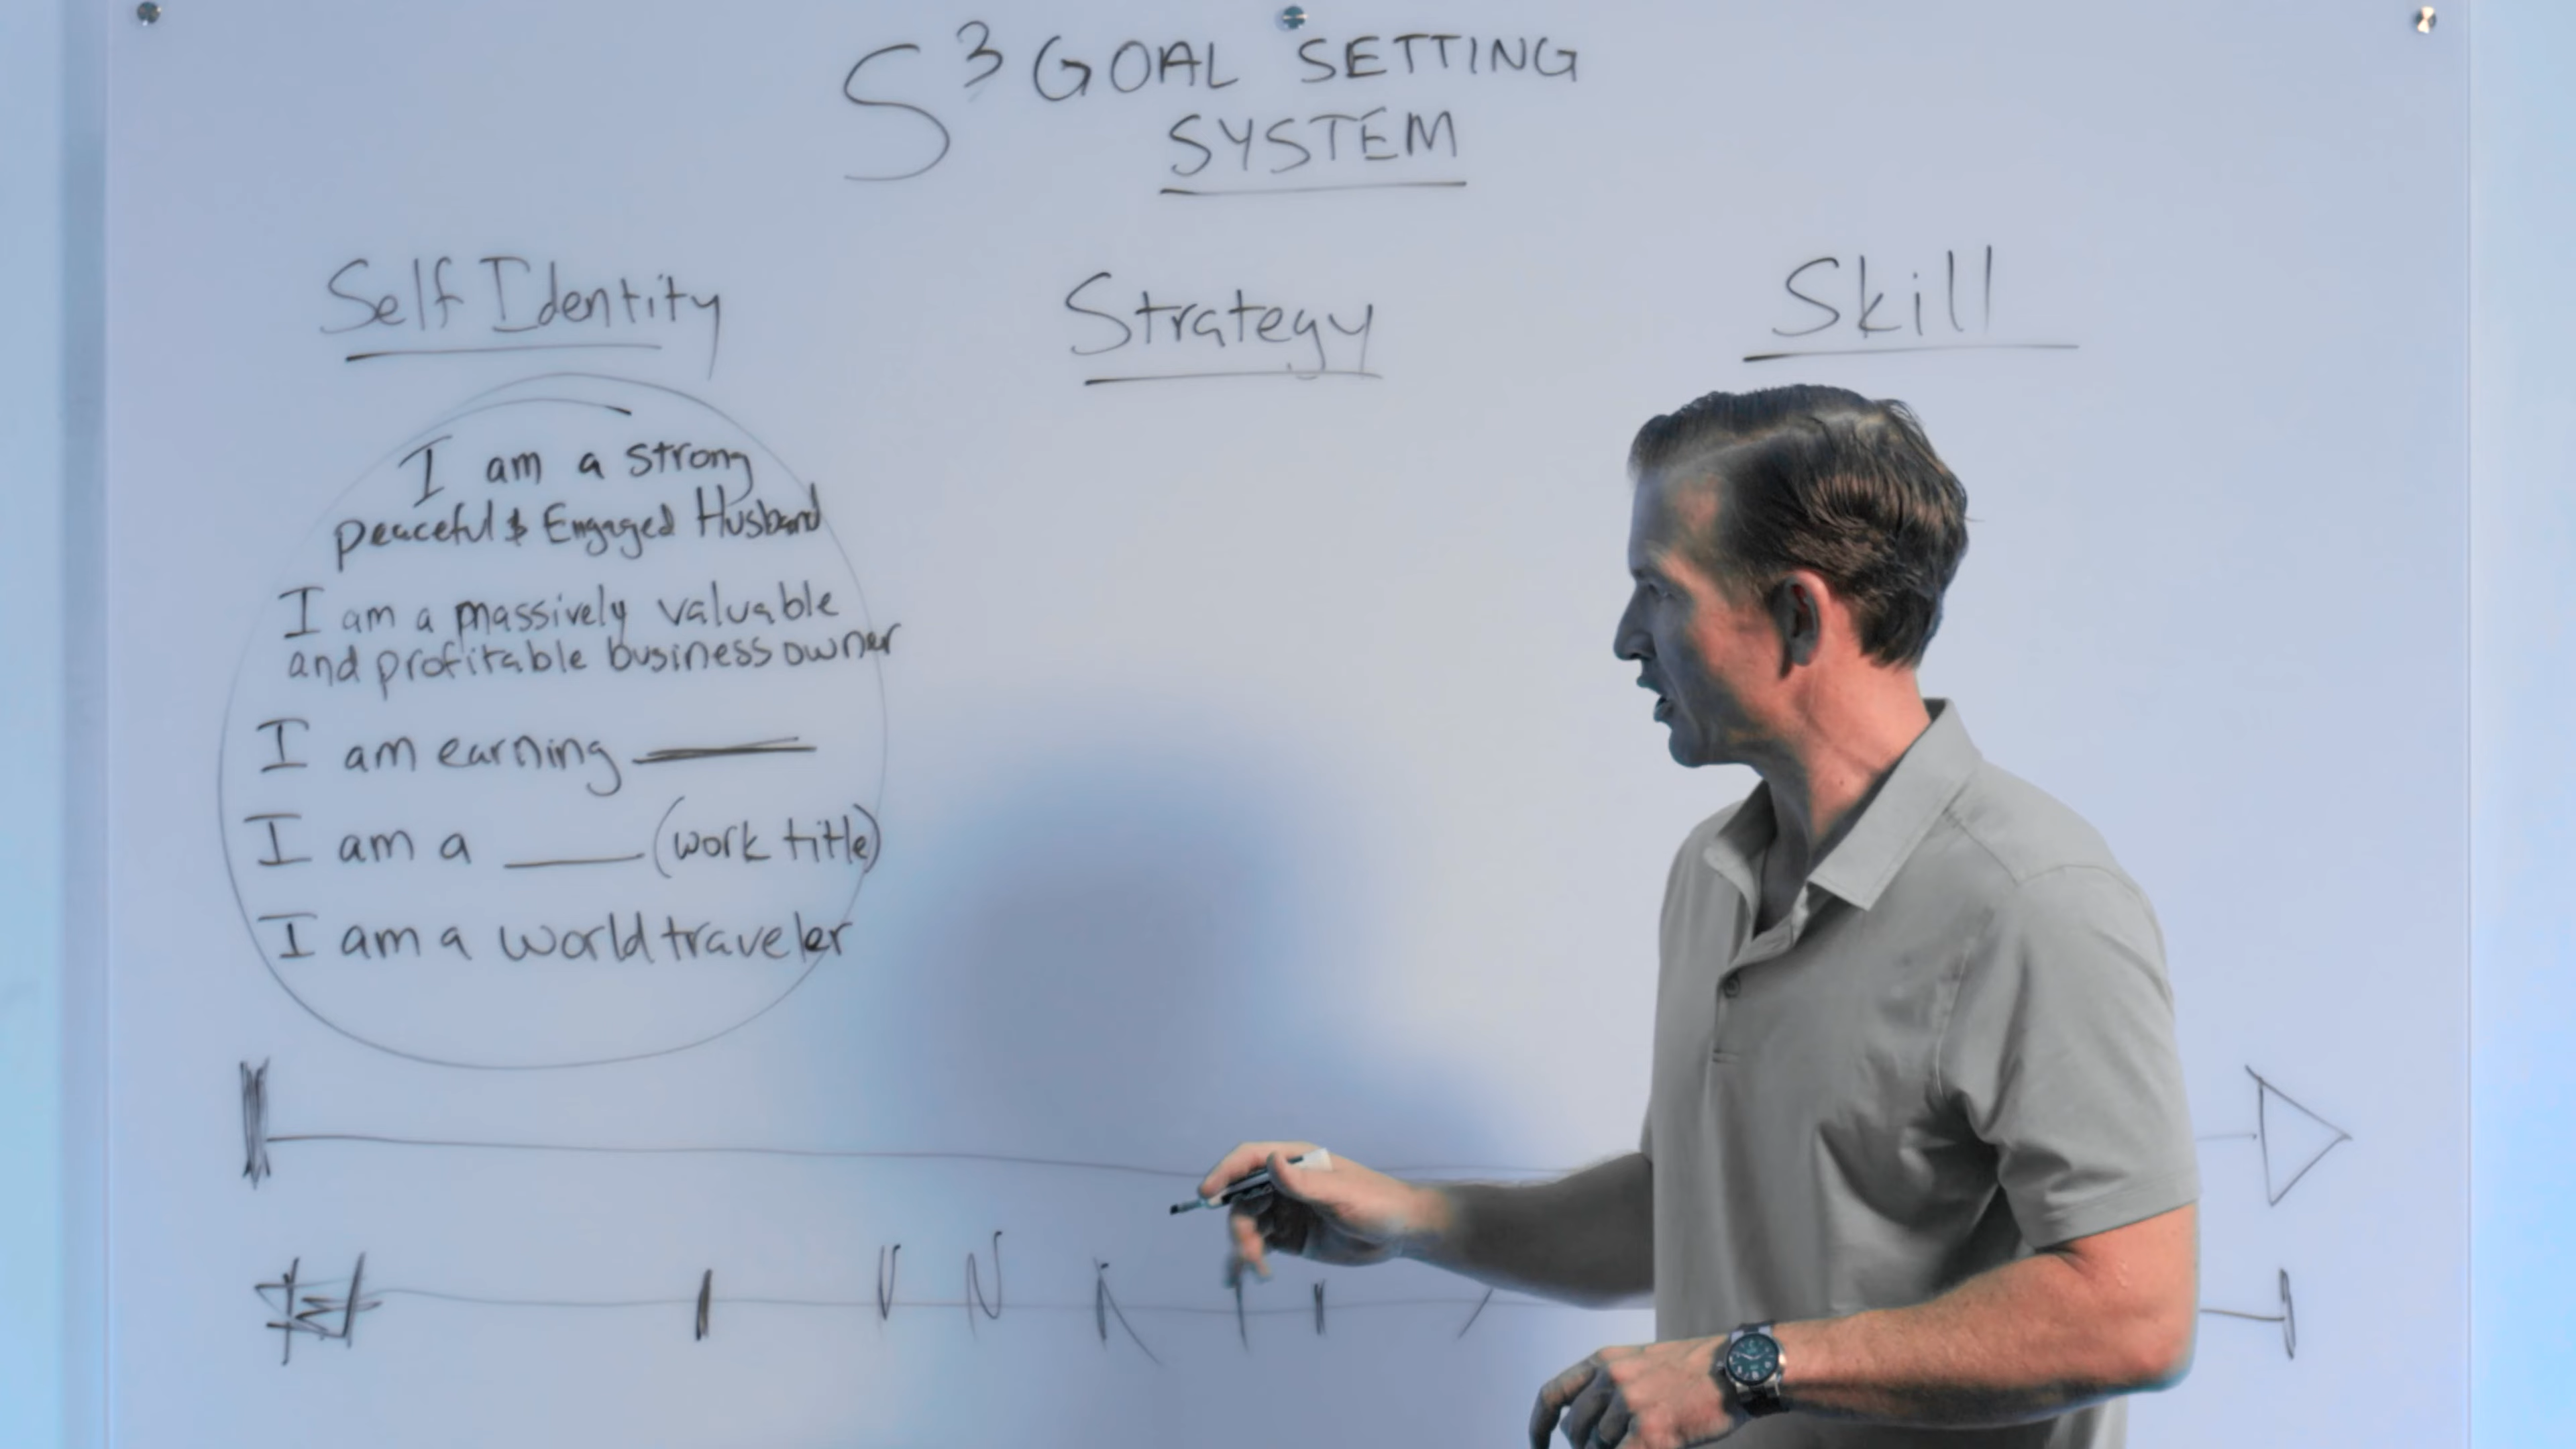 S³ GOAL SETTING
SYSTEM
Self Identity
Strategy
Skill
I am a strong
peaceful & Engaged Husband
I am a massively valuable
and profitable business owner
I am earning ____
I am a ____ (work title)
I am a world traveler